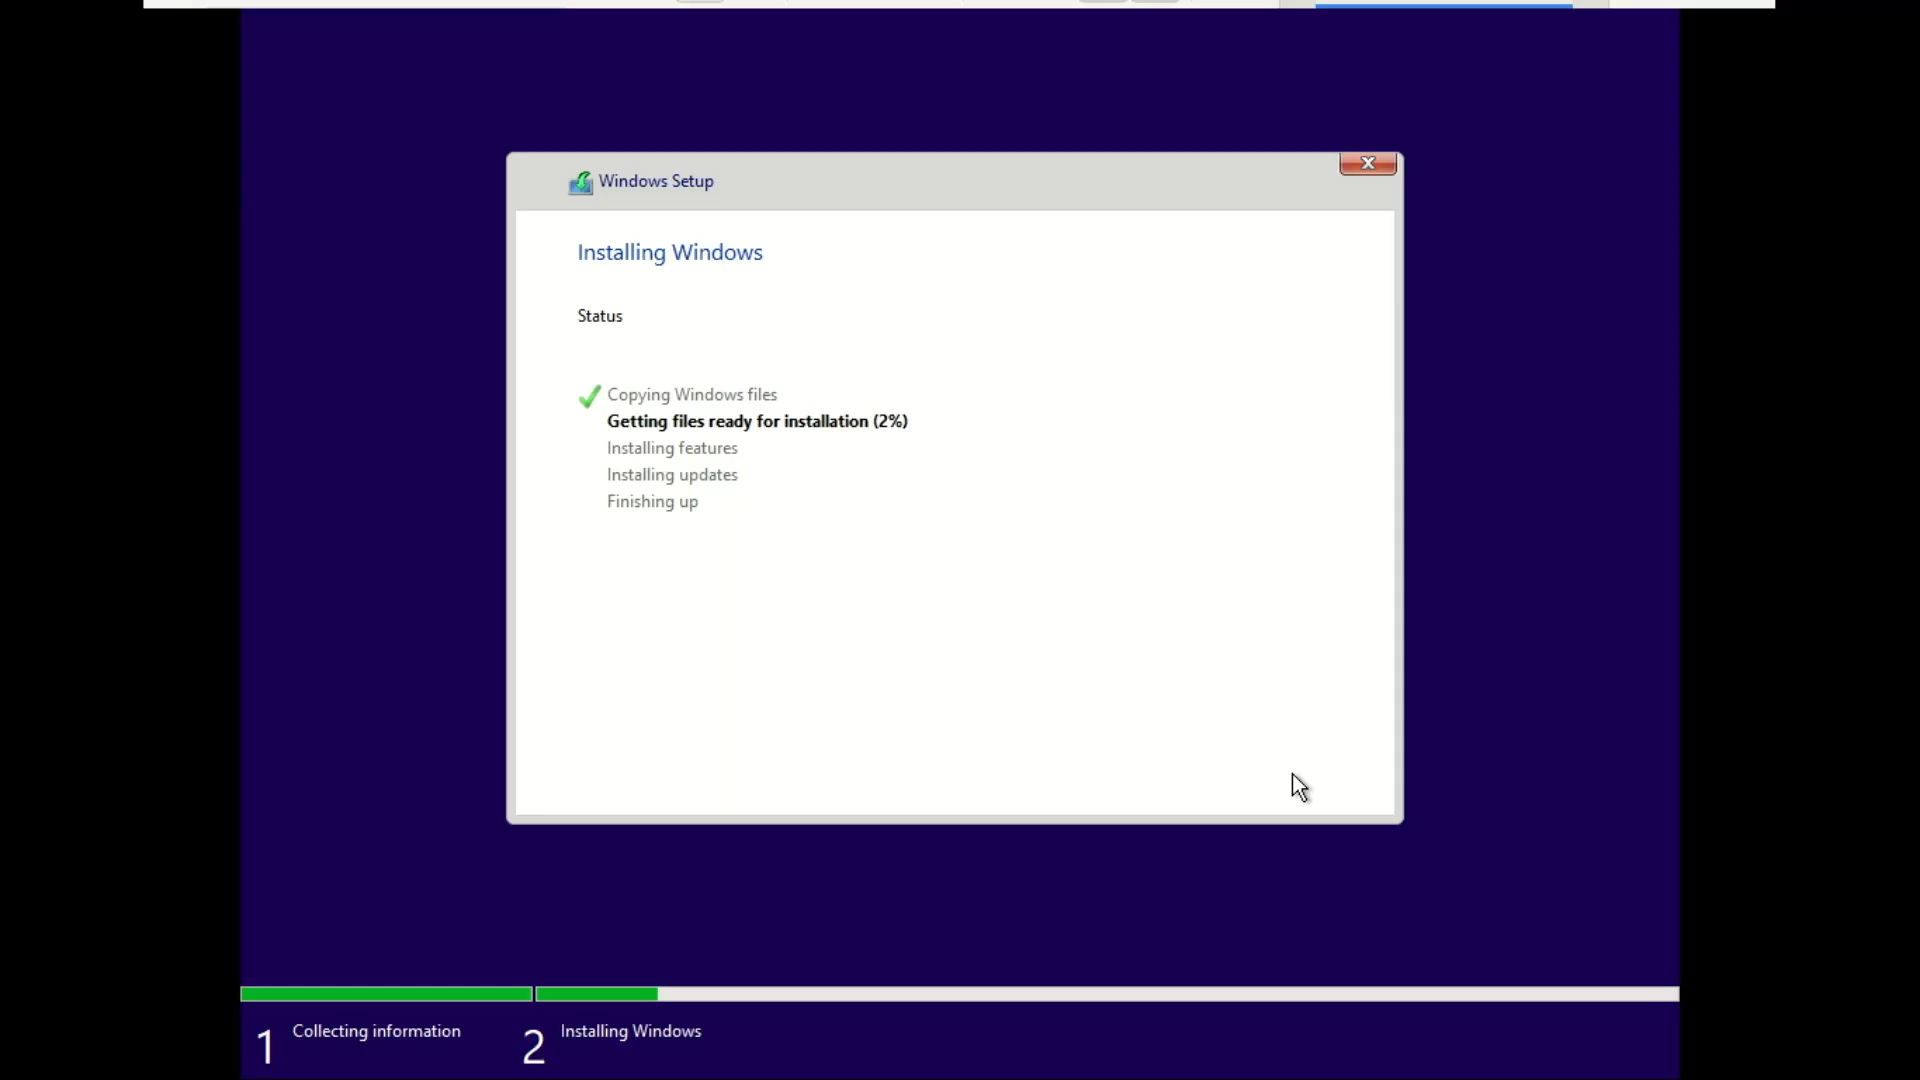 Windows Setup
Installing Windows
Status
Copying Windows files
Getting files ready for installation (2%)
Installing features
Installing updates
Finishing up
1 Collecting information 2 Installing Windows